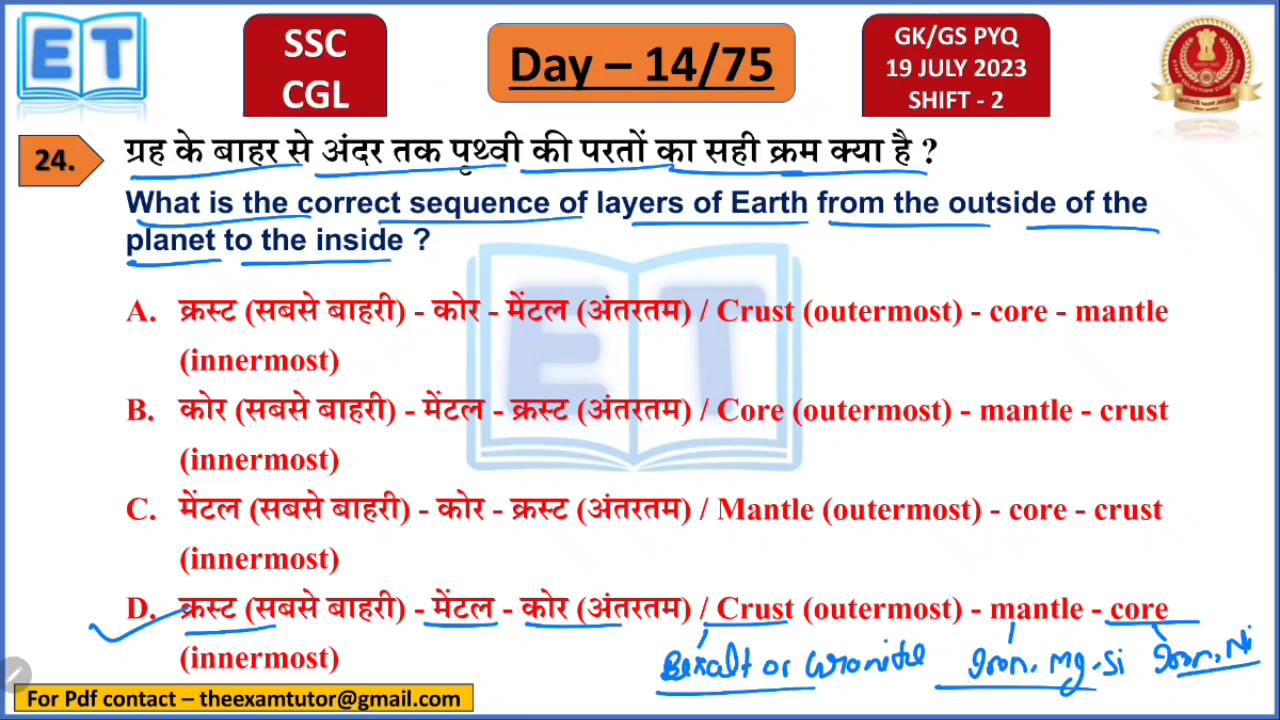 ET
SSC
CGL
Day – 14/75
GK/GS PYQ
19 JULY 2023
SHIFT - 2
24.
ग्रह के बाहर से अंदर तक पृथ्वी की परतों का सही क्रम क्या है ?
What is the correct sequence of layers of Earth from the outside of the
planet to the inside ?
ET
A. क्रस्ट (सबसे बाहरी) - कोर - मेंटल (अंतरतम) / Crust (outermost) - core - mantle
(innermost)
B. कोर (सबसे बाहरी) - मेंटल - क्रस्ट (अंतरतम) / Core (outermost) - mantle - crust
(innermost)
C. मेंटल (सबसे बाहरी) - कोर - क्रस्ट (अंतरतम) / Mantle (outermost) - core - crust
(innermost)
D. क्रस्ट (सबसे बाहरी) - मेंटल - कोर (अंतरतम) / Crust (outermost) - mantle - core
(innermost)
or Iron. Mg. Si Iron. Ni
For Pdf contact – theexamtutor@gmail.com